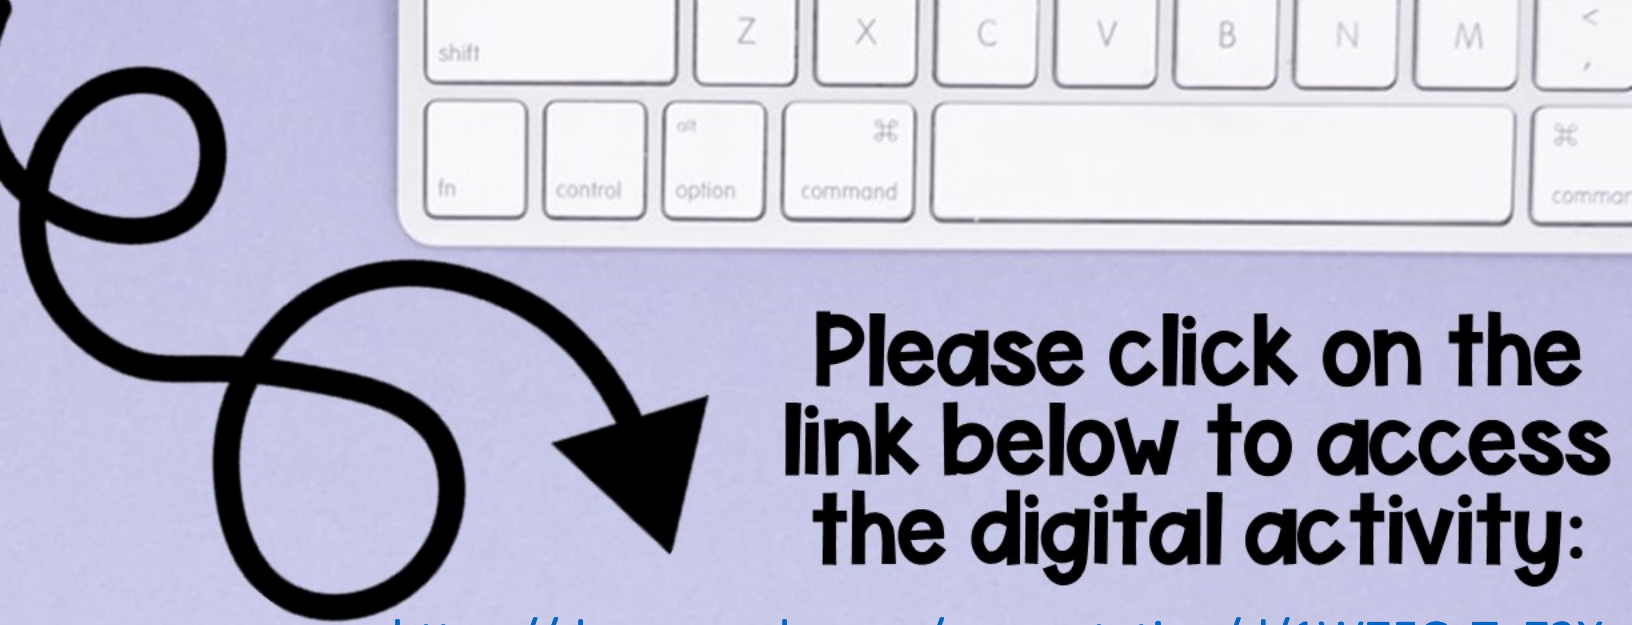 Z X C V B N M <
shift ,
alt ⌘ ⌘
fn control option command
Please click on the
link below to access
the digital activity: